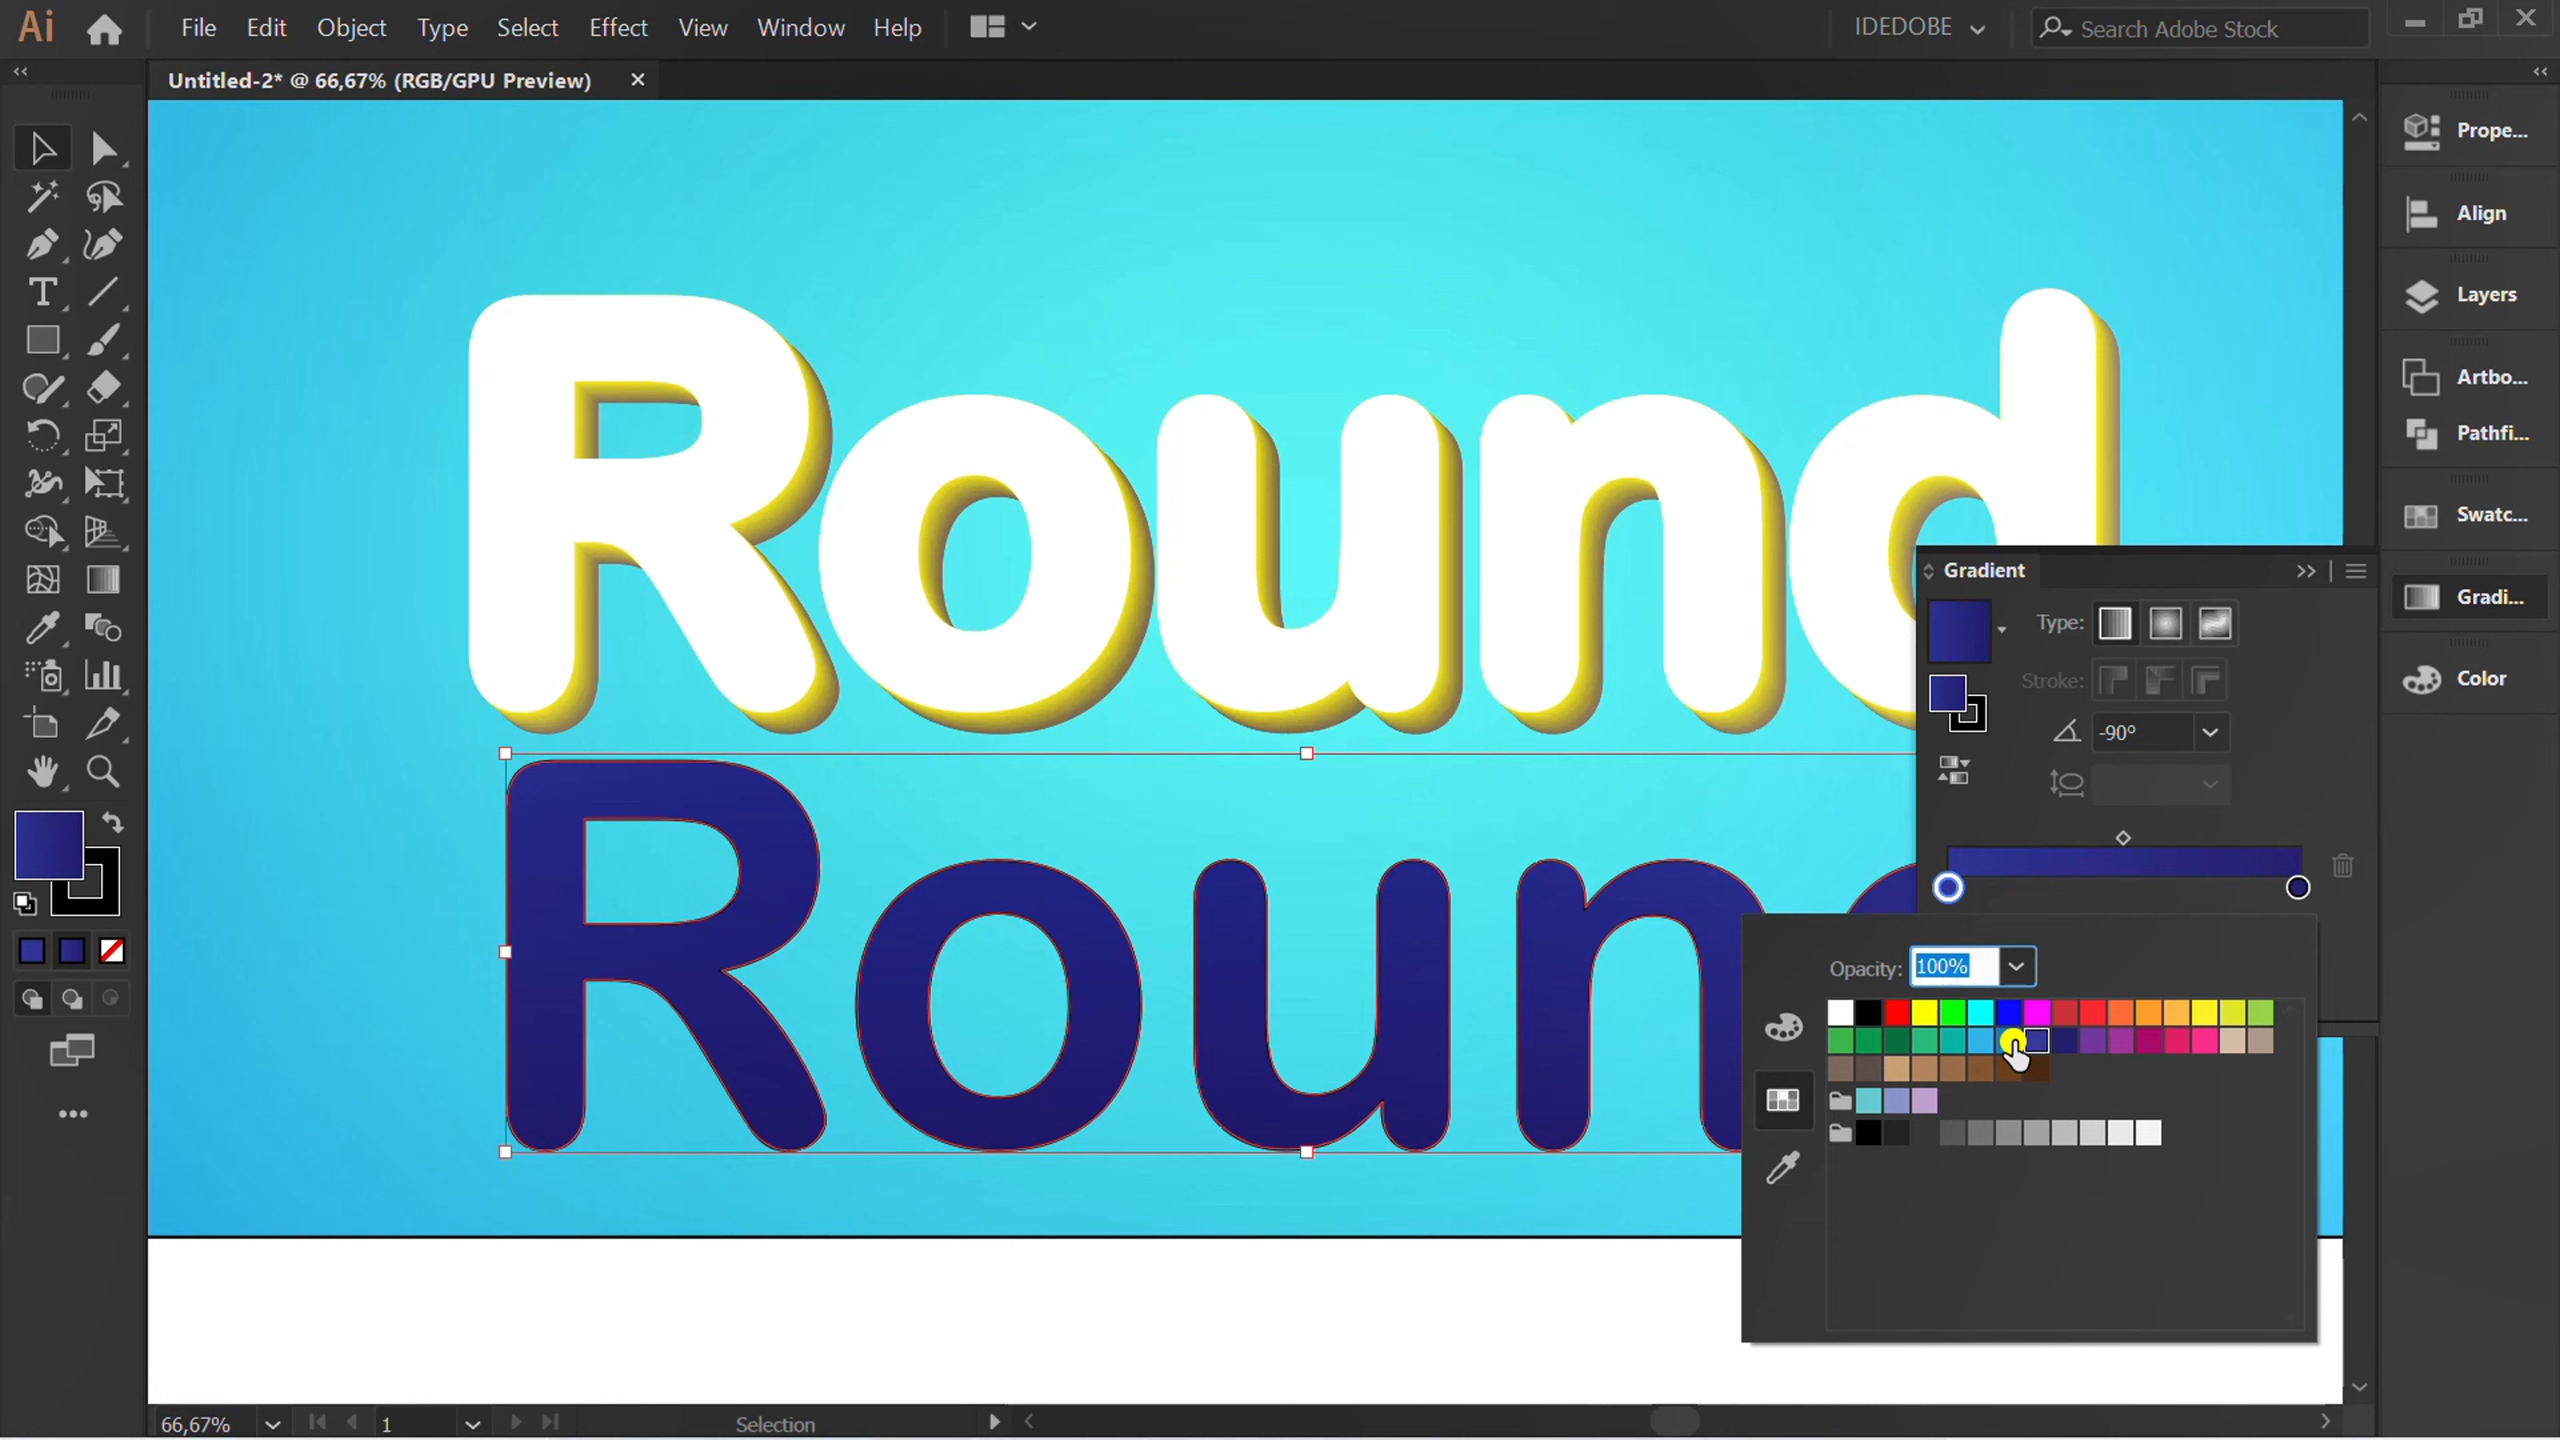 Ai File Edit Object Type Select Effect View Window Help IDEDOBE Search Adobe Stock
Untitled-2* @ 66,67% (RGB/GPU Preview)
Prope...
Align
Layers
Artbo...
Pathfi...
Swatc...
Gradi...
Color
Round
Gradient
Type:
Stroke:
-90°
Roun
Opacity: 100%
66,67% 1 Selection